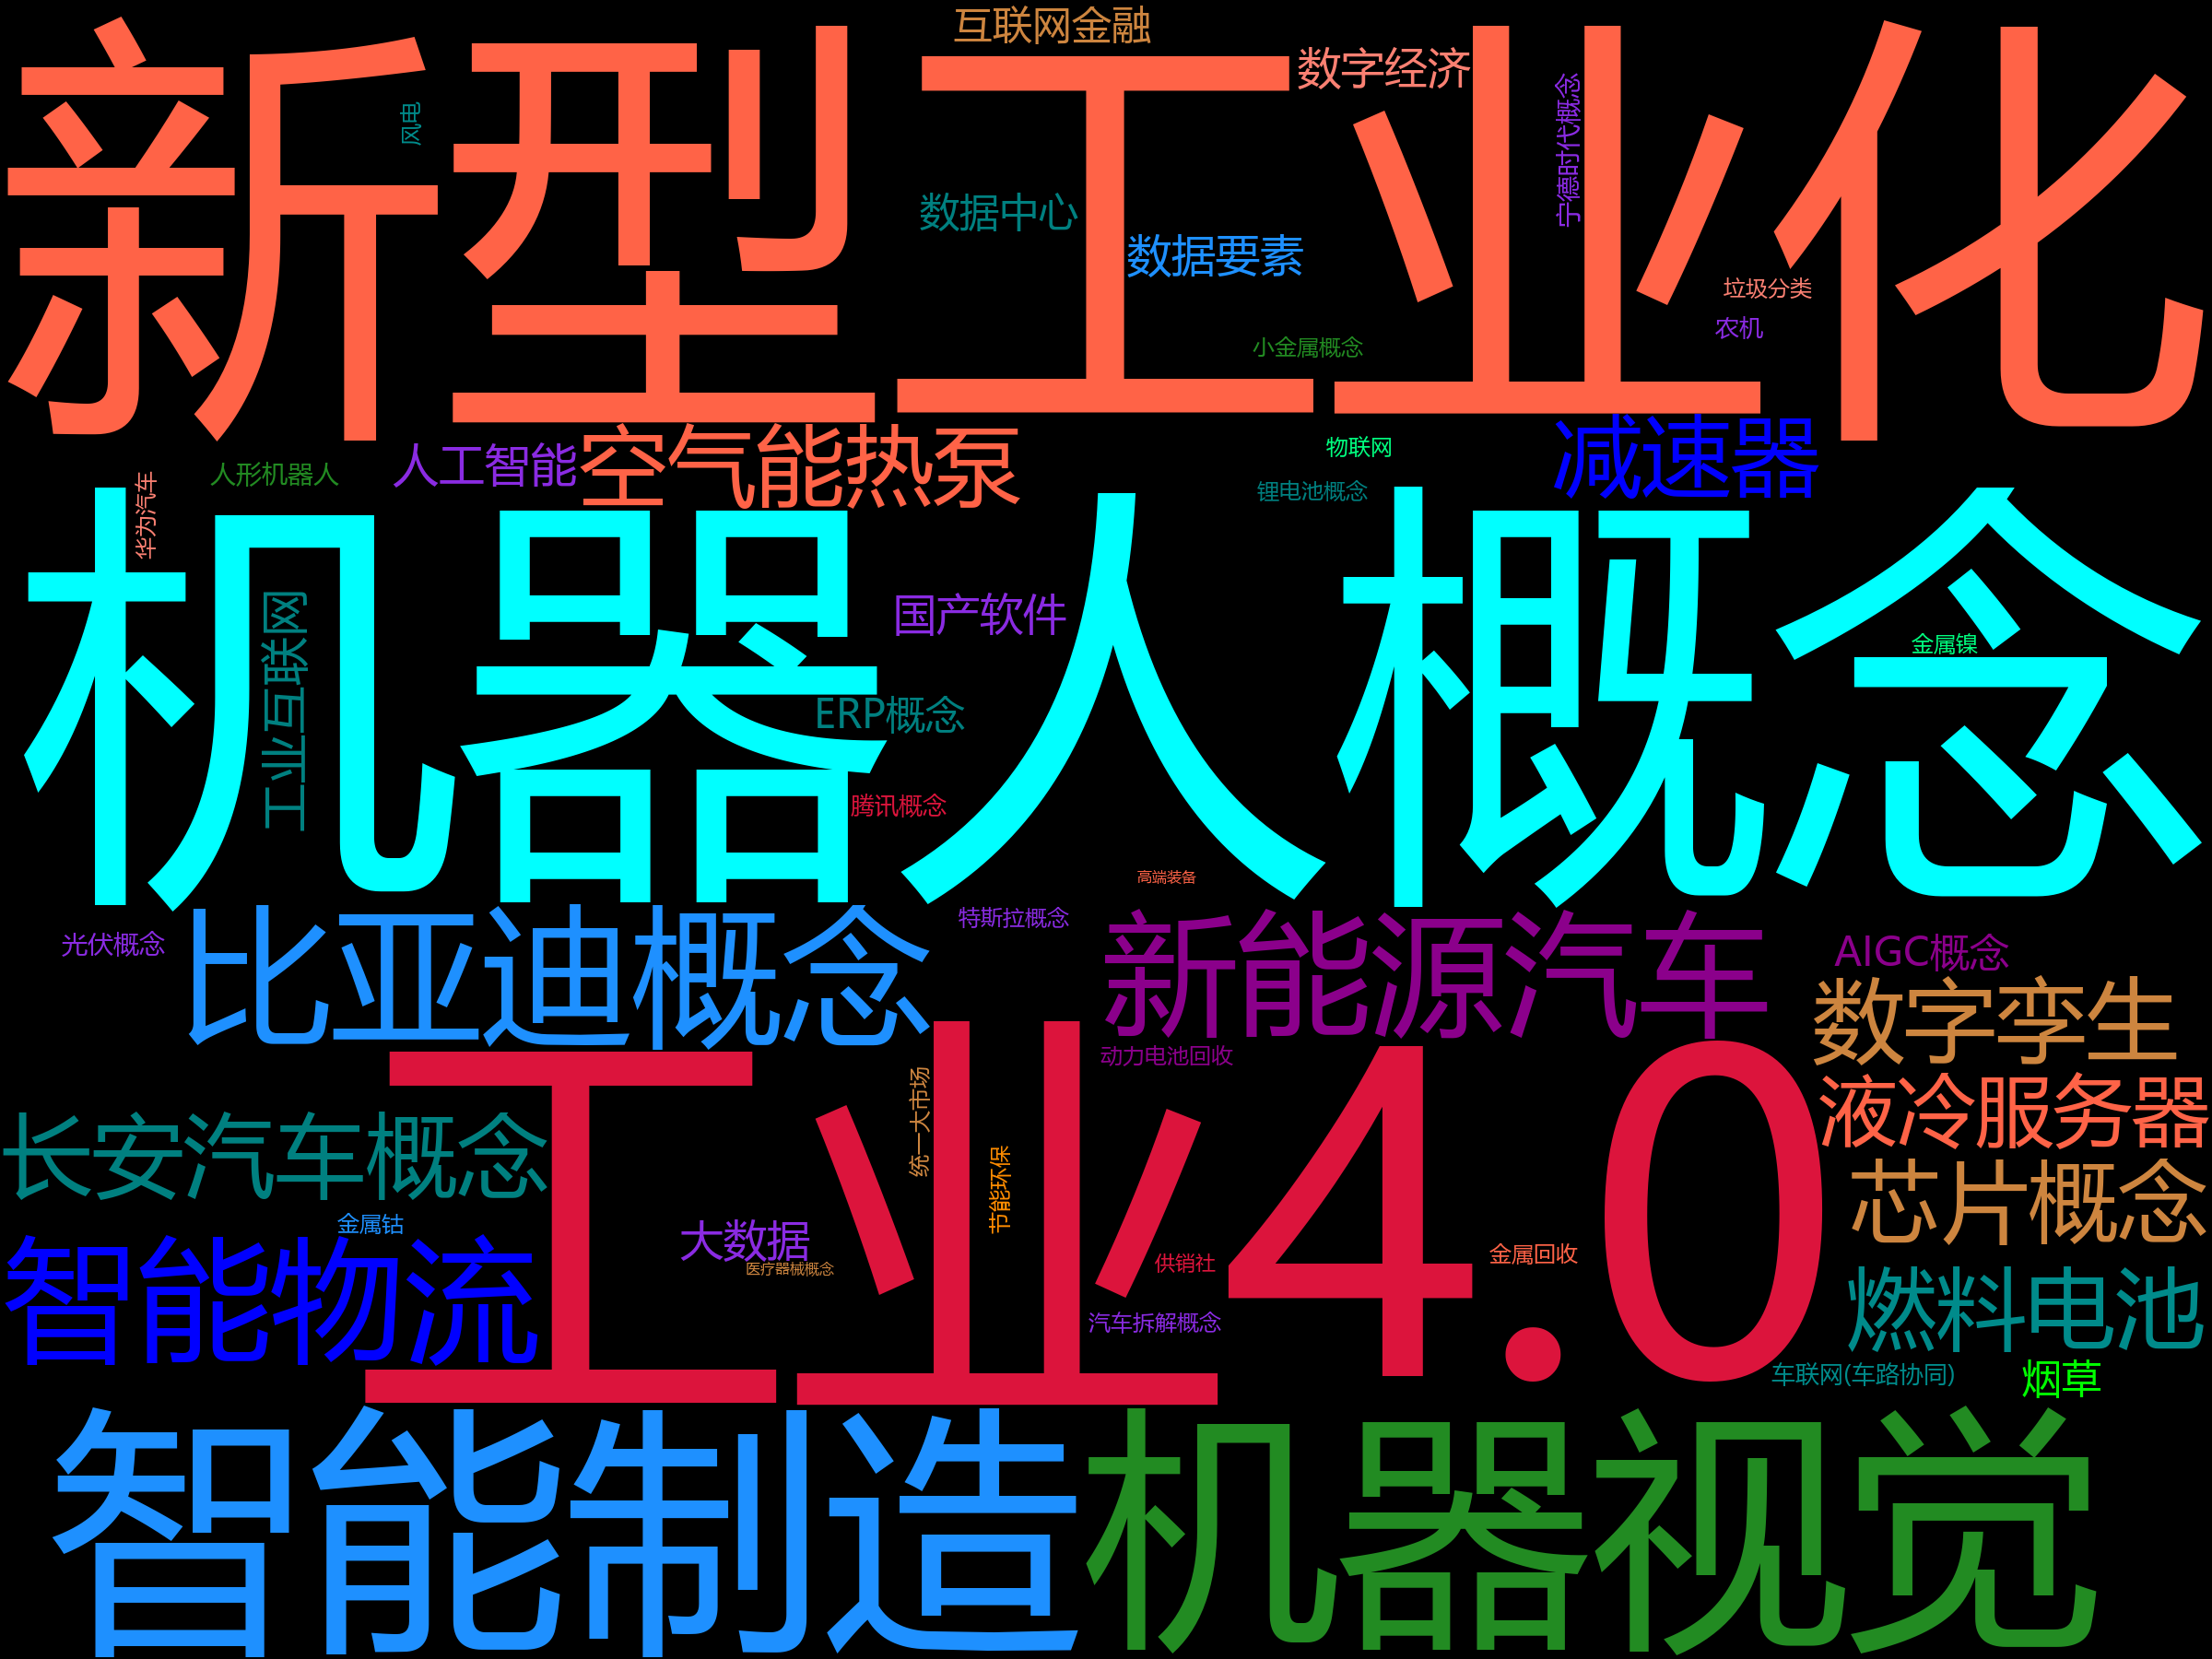 互联网金融
新型工业化
数字经济
风电
宁德时代概念
数据中心
数据要素
垃圾分类
农机
小金属概念
减速器
空气能热泵
人工智能
人形机器人
物联网
锂电池概念
华为汽车
机器人概念
工业互联网
国产软件
金属镍
ERP概念
腾讯概念
高端装备
特斯拉概念
光伏概念
比亚迪概念
新能源汽车
AIGC概念
数字孪生
动力电池回收
统一大市场
工业4.0
液冷服务器
长安汽车概念
节能环保
芯片概念
金属钴
大数据
医疗器械概念
供销社
金属回收
智能物流
燃料电池
汽车拆解概念
车联网(车路协同)
烟草
智能制造
机器视觉